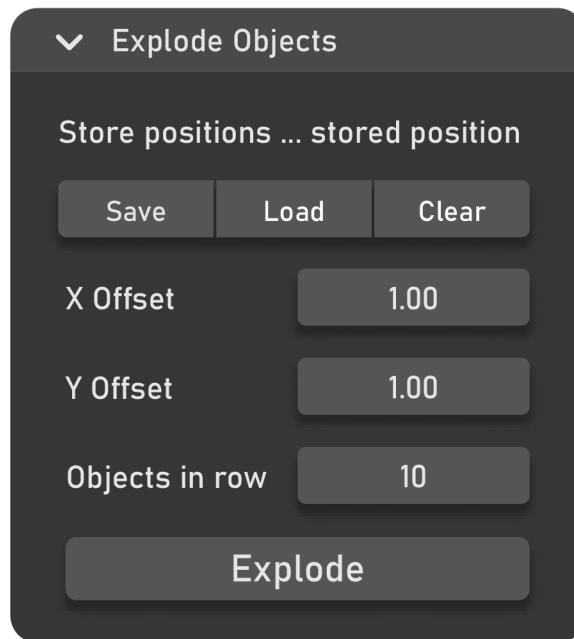 Explode Objects
Store positions ... stored position
Save Load Clear
X Offset 1.00
Y Offset 1.00
Objects in row 10
Explode